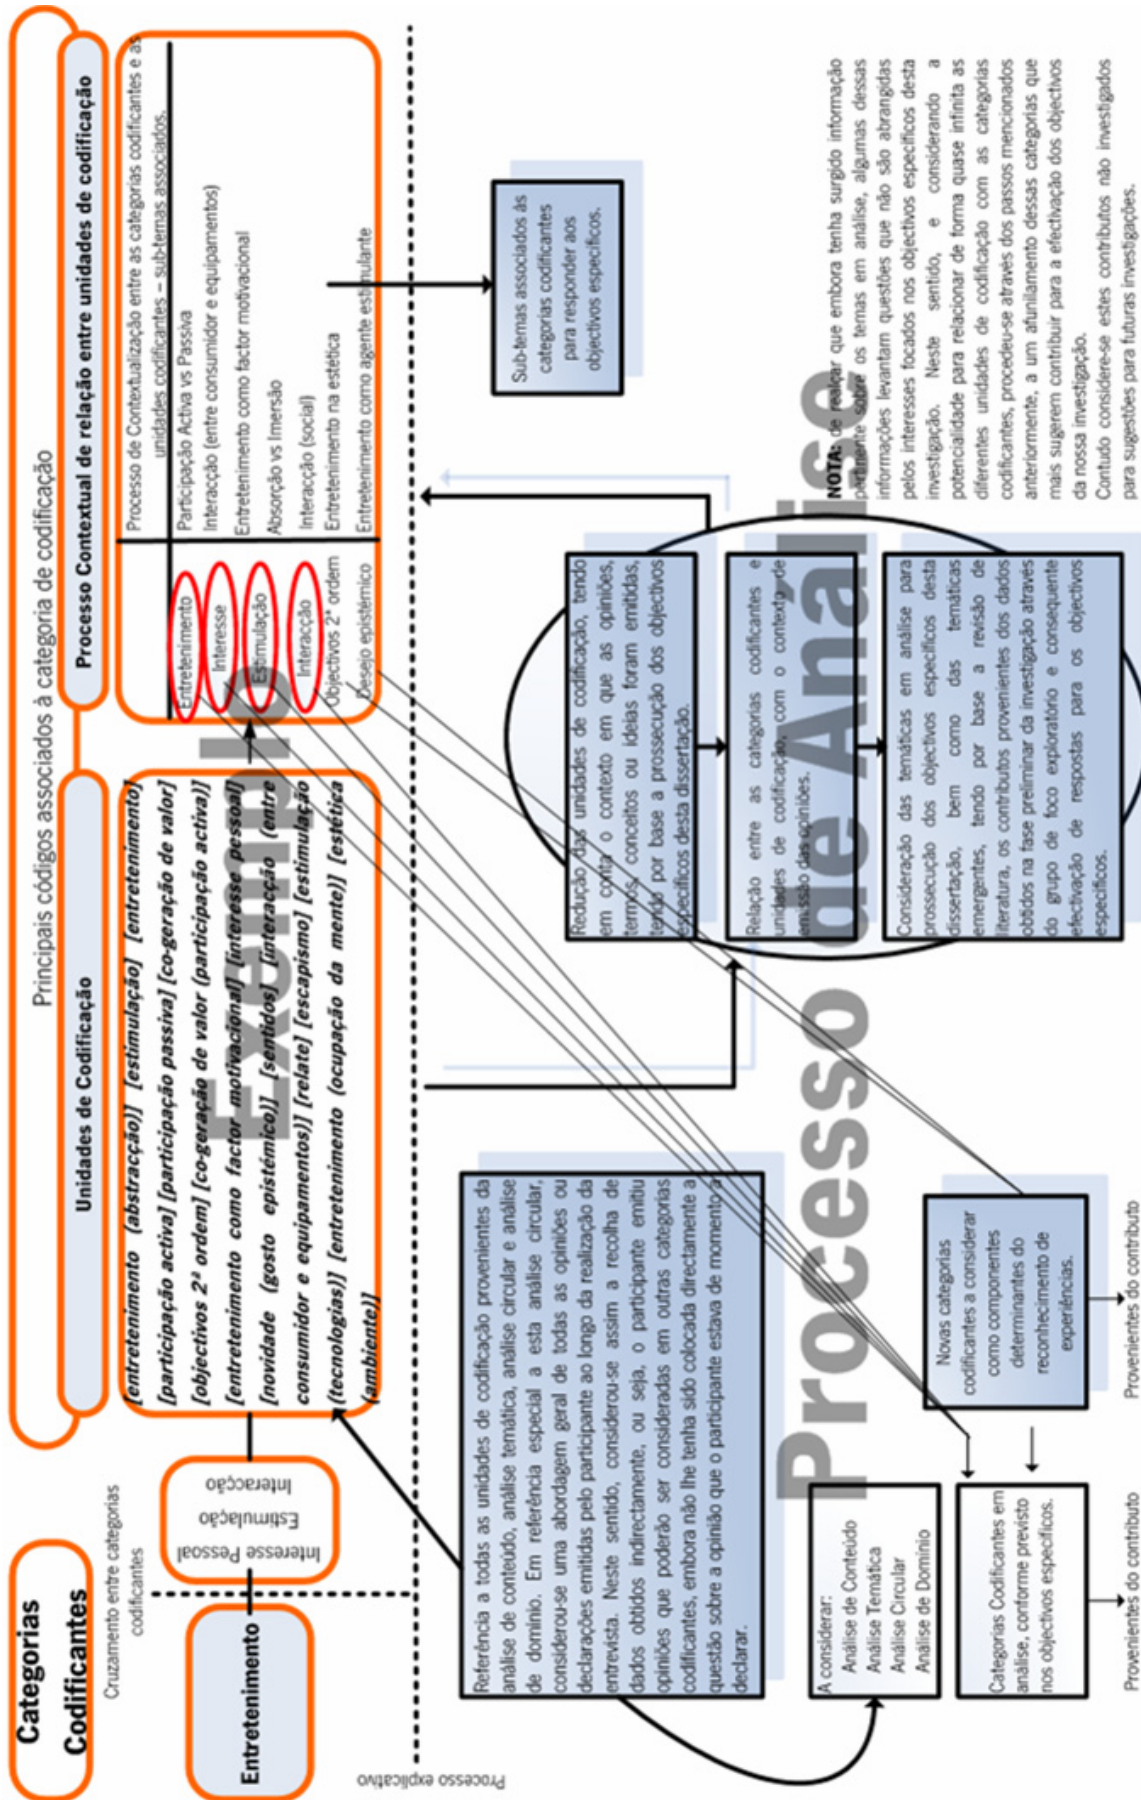 Principais códigos associados à categoria de codificação
Categorias
Codificantes
Unidades de Codificação
Processo Contextual de relação entre unidades de codificação
Cruzamento entre categorias
codificantes
Entretenimento
Interesse Pessoal
Estimulação
Interacção
[entretenimento (abstracção)] [estimulação] [entretenimento]
[participação activa] [participação passiva] [co-geração de valor]
[objectivos 2ª ordem] [co-geração de valor (participação activa)]
[entretenimento como factor motivacional] [interesse pessoal]
[novidade (gosto epistémico)] [sentidos] [interacção (entre
consumidor e equipamentos)] [relate] [escapismo] [estimulação
(tecnologias)] [entretenimento (ocupação da mente)] [estética
(ambiente)]
Processo de Contextualização entre as categorias codificantes e as
unidades codificantes – sub-temas associados.
Entretenimento
Interesse
Estimulação
Interacção
Objectivos 2ª ordem
Desejo epistémico
Participação Activa vs Passiva
Interacção (entre consumidor e equipamentos)
Entretenimento como factor motivacional
Absorção vs Imersão
Interacção (social)
Entretenimento na estética
Entretenimento como agente estimulante
Exemplo
Processo explicativo
Referência a todas as unidades de codificação provenientes da
análise de conteúdo, análise temática, análise circular e análise
de domínio. Em referência especial a esta análise circular,
considerou-se uma abordagem geral de todas as opiniões ou
declarações emitidas pelo participante ao longo da realização da
entrevista. Neste sentido, considerou-se assim a recolha de
dados obtidos indirectamente, ou seja, o participante emitiu
opiniões que poderão ser consideradas em outras categorias
codificantes, embora não lhe tenha sido colocada directamente a
questão sobre a opinião que o participante estava de momento a
declarar.
Sub-temas associados às
categorias codificantes
para responder aos
objectivos específicos.
Redução das unidades de codificação, tendo
em conta o contexto em que as opiniões,
termos, conceitos ou ideias foram emitidas,
tendo por base a prossecução dos objectivos
específicos desta dissertação.
Relação entre as categorias codificantes e
unidades de codificação, com o contexto de
emissão das opiniões.
Consideração das temáticas em análise para
prossecução dos objectivos específicos desta
dissertação, bem como das temáticas
emergentes, tendo por base a revisão de
literatura, os contributos provenientes dos dados
obtidos na fase preliminar da investigação através
do grupo de foco exploratório e consequente
efectivação de respostas para os objectivos
específicos.
Processo de Análise
A considerar:
Análise de Conteúdo
Análise Temática
Análise Circular
Análise de Domínio
Categorias Codificantes em
análise, conforme previsto
nos objectivos específicos.
Novas categorias
codificantes a considerar
como componentes
determinantes do
reconhecimento de
experiências.
NOTA: de realçar que embora tenha surgido informação
pertinente sobre os temas em análise, algumas dessas
informações levantam questões que não são abrangidas
pelos interesses focados nos objectivos específicos desta
investigação. Neste sentido, e considerando a
potencialidade para relacionar de forma quase infinita as
diferentes unidades de codificação com as categorias
codificantes, procedeu-se através dos passos mencionados
anteriormente, a um afunilamento dessas categorias que
mais sugerem contribuir para a efectivação dos objectivos
da nossa investigação.
Contudo considere-se estes contributos não investigados
para sugestões para futuras investigações.
Provenientes do contributo
Provenientes do contributo